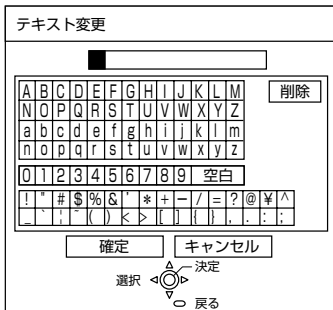 テキスト変更
A B C D E F G H I J K L M 削除
N O P Q R S T U V W X Y Z
a b c d e f g h i j k l m
n o p q r s t u v w x y z
0 1 2 3 4 5 6 7 8 9 空白
! " # $ % & ' * + − / = ? @ ¥ ^
_ ` ¦ ~ ( ) < > [ ] { } , . : ;
確定 キャンセル
決定
選択
戻る